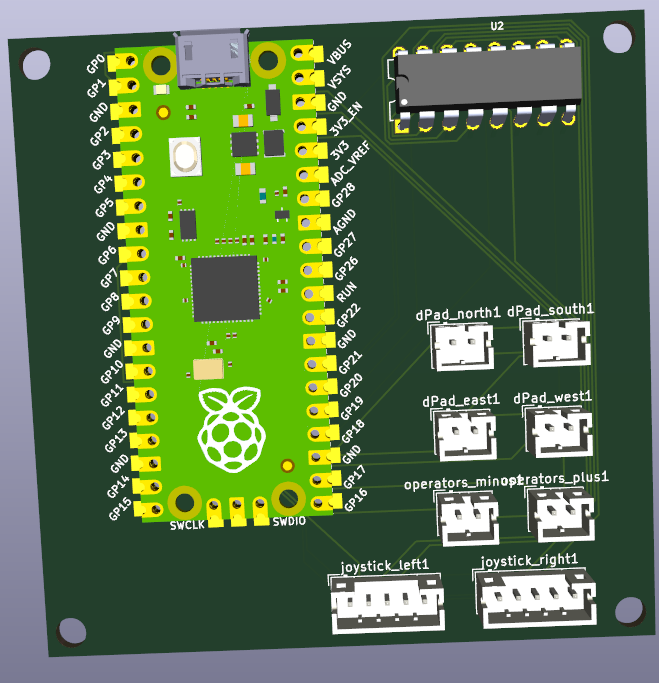 U2
GP0
GP1
GND
GP2
GP3
GP4
GP5
GND
GP6
GP7
GP8
GP9
GND
GP10
GP11
GP12
GP13
GND
GP14
GP15
VBUS
VSYS
GND
3V3_EN
3V3
ADC_VREF
GP28
AGND
GP27
GP26
RUN
GP22
GND
GP21
GP20
GP19
GP18
GND
GP17
GP16
SWCLK SWDIO
dPad_north1 dPad_south1
dPad_east1 dPad_west1
operators_minus1 operators_plus1
joystick_left1 joystick_right1